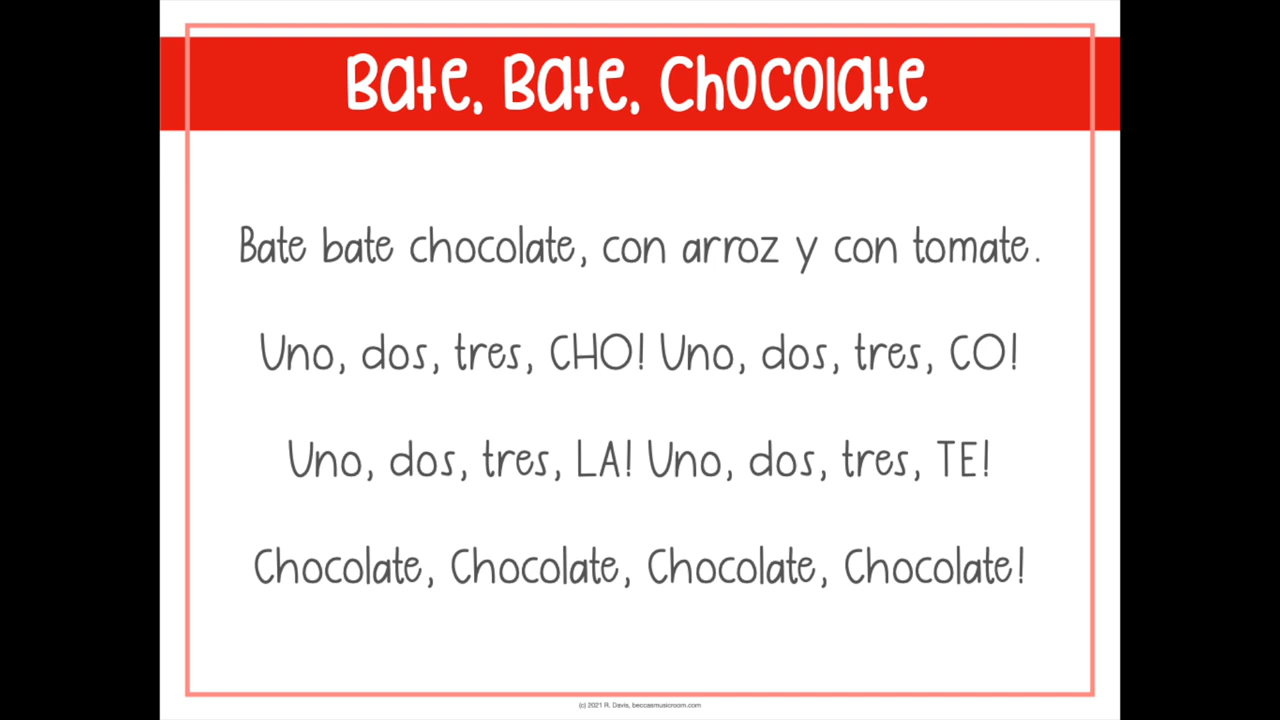 Bate, Bate, Chocolate
Bate bate chocolate, con arroz y con tomate.
Uno, dos, tres, CHO! Uno, dos, tres, CO!
Uno, dos, tres, LA! Uno, dos, tres, TE!
Chocolate, Chocolate, Chocolate, Chocolate!
(c) 2021 R. Davis, beccasmusicroom.com